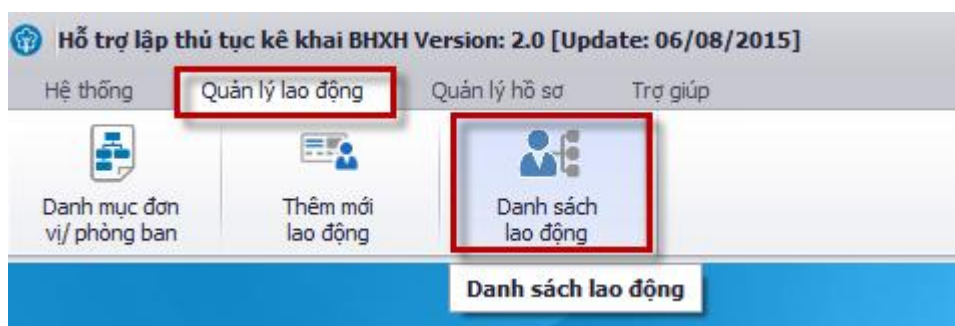 Hỗ trợ lập thủ tục kê khai BHXH Version: 2.0 [Update: 06/08/2015]
Hệ thống Quản lý lao động Quản lý hồ sơ Trợ giúp
Danh mục đơn vị/ phòng ban
Thêm mới lao động
Danh sách lao động
Danh sách lao động